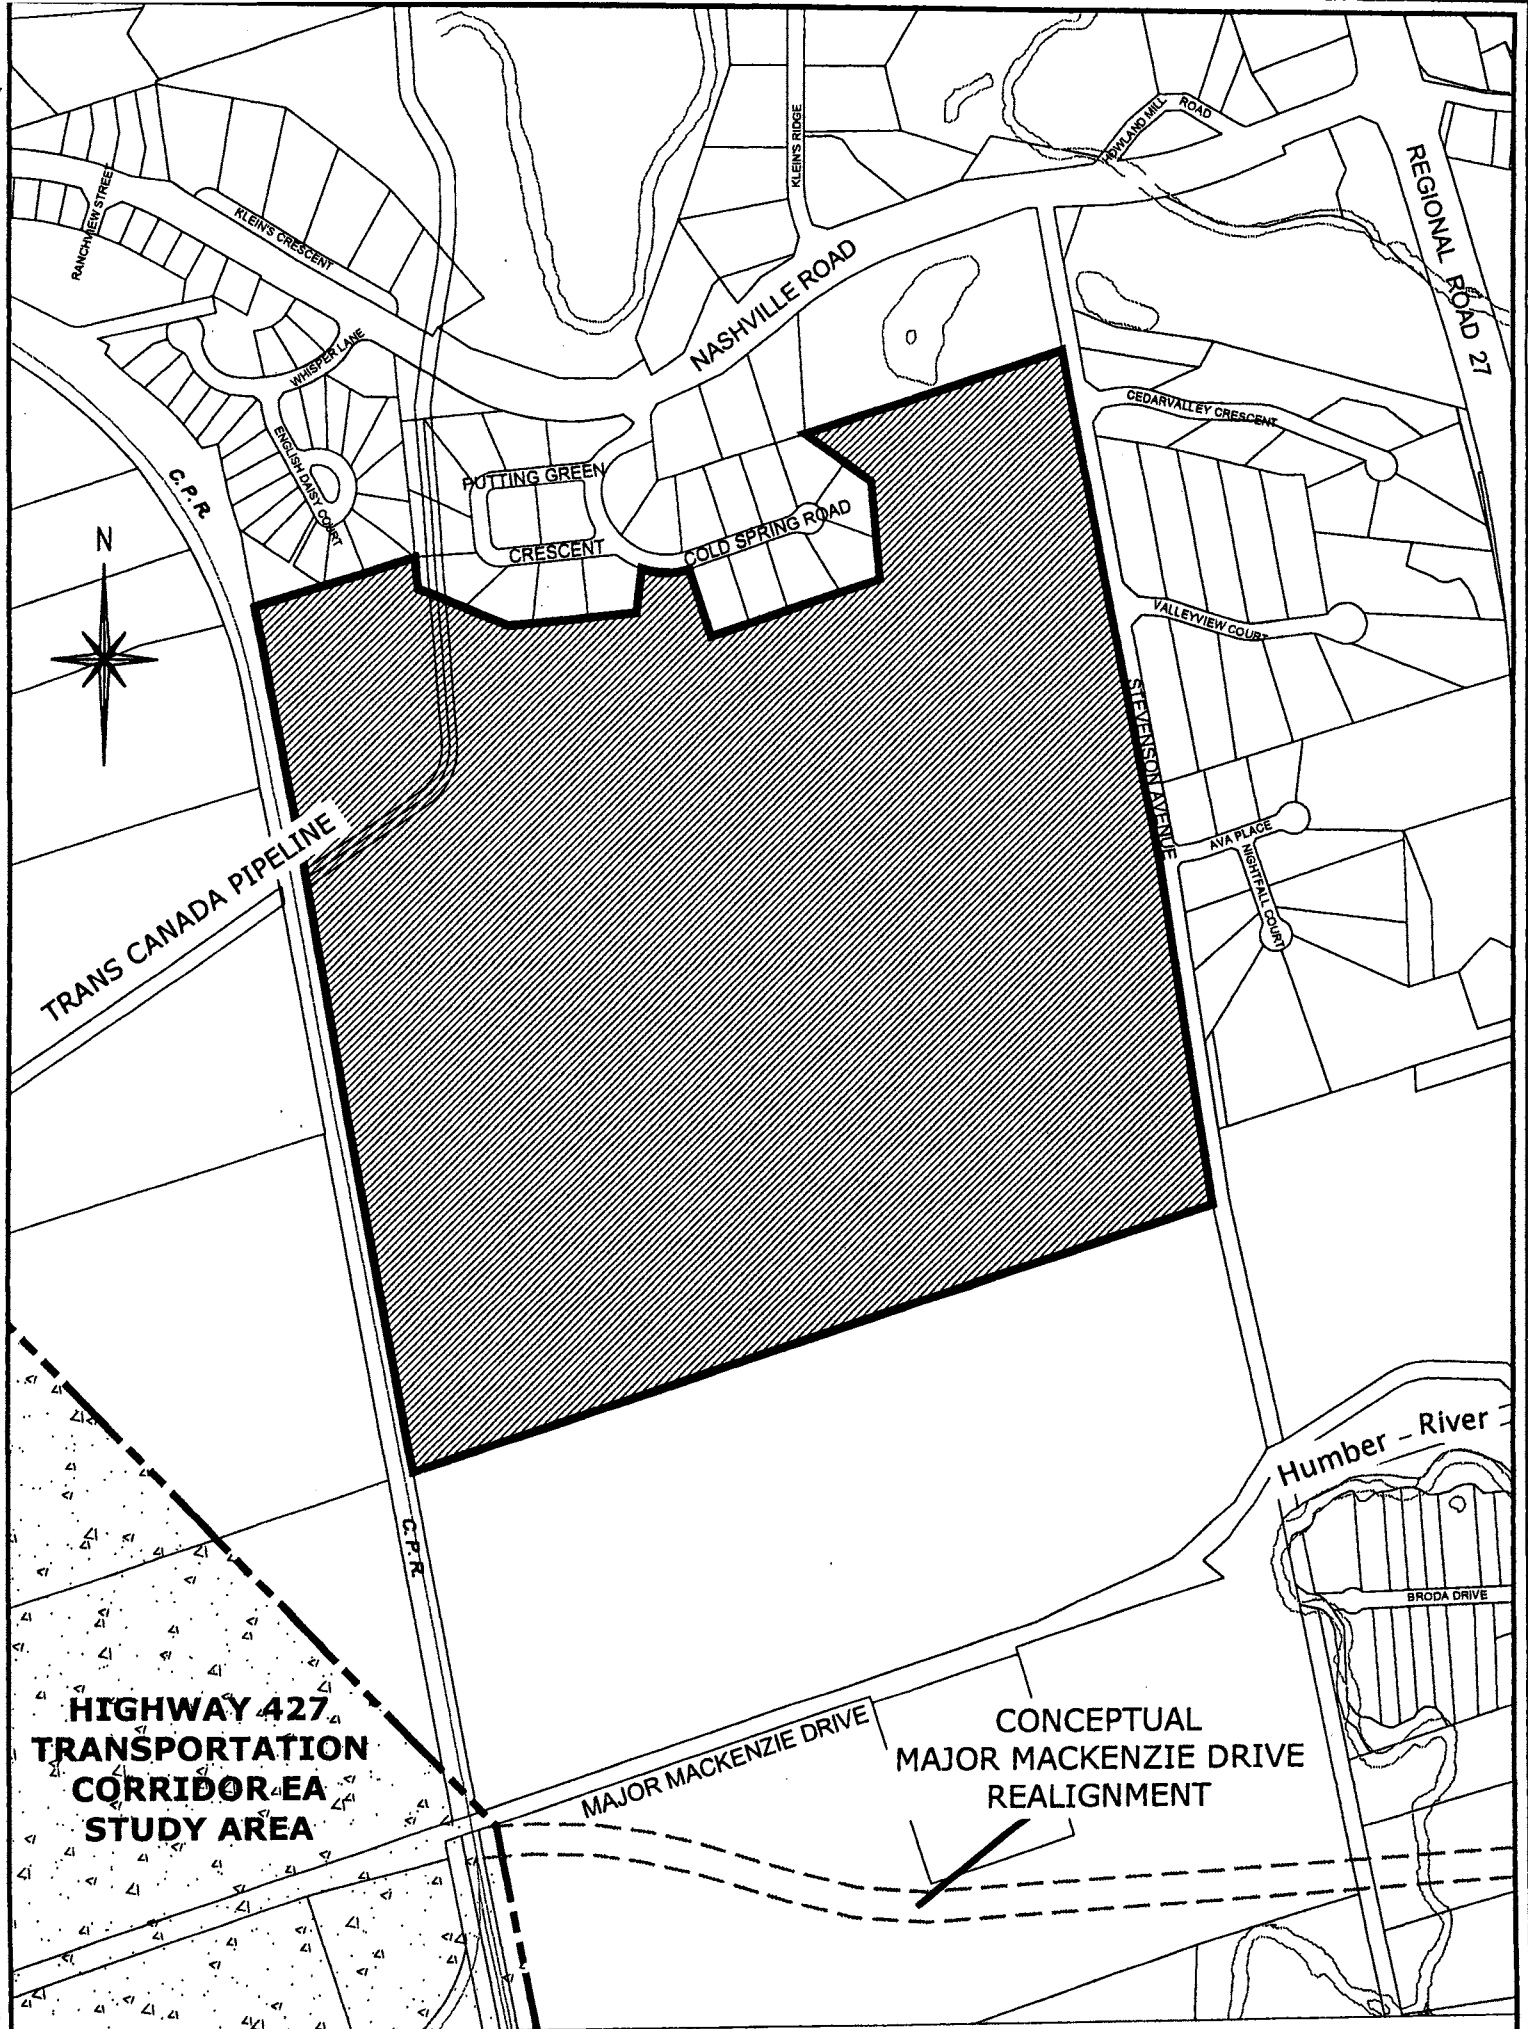 KLEIN'S RIDGE
HOWLAND MILL
ROAD
REGIONAL ROAD 27
RANCHVIEW STREET
KLEIN'S CRESCENT
NASHVILLE ROAD
WHISPER LANE
CEDARVALLEY CRESCENT
ENGLISH DAISY COURT
C.P.R.
PUTTING GREEN
CRESCENT
COLD SPRING ROAD
N
VALLEYVIEW COURT
STEVENSON AVENUE
TRANS CANADA PIPELINE
AVA PLACE
NIGHTFALL COURT
Humber - River
C.P.R.
BRODA DRIVE
HIGHWAY 427
TRANSPORTATION
CORRIDOR EA
STUDY AREA
MAJOR MACKENZIE DRIVE
CONCEPTUAL
MAJOR MACKENZIE DRIVE
REALIGNMENT